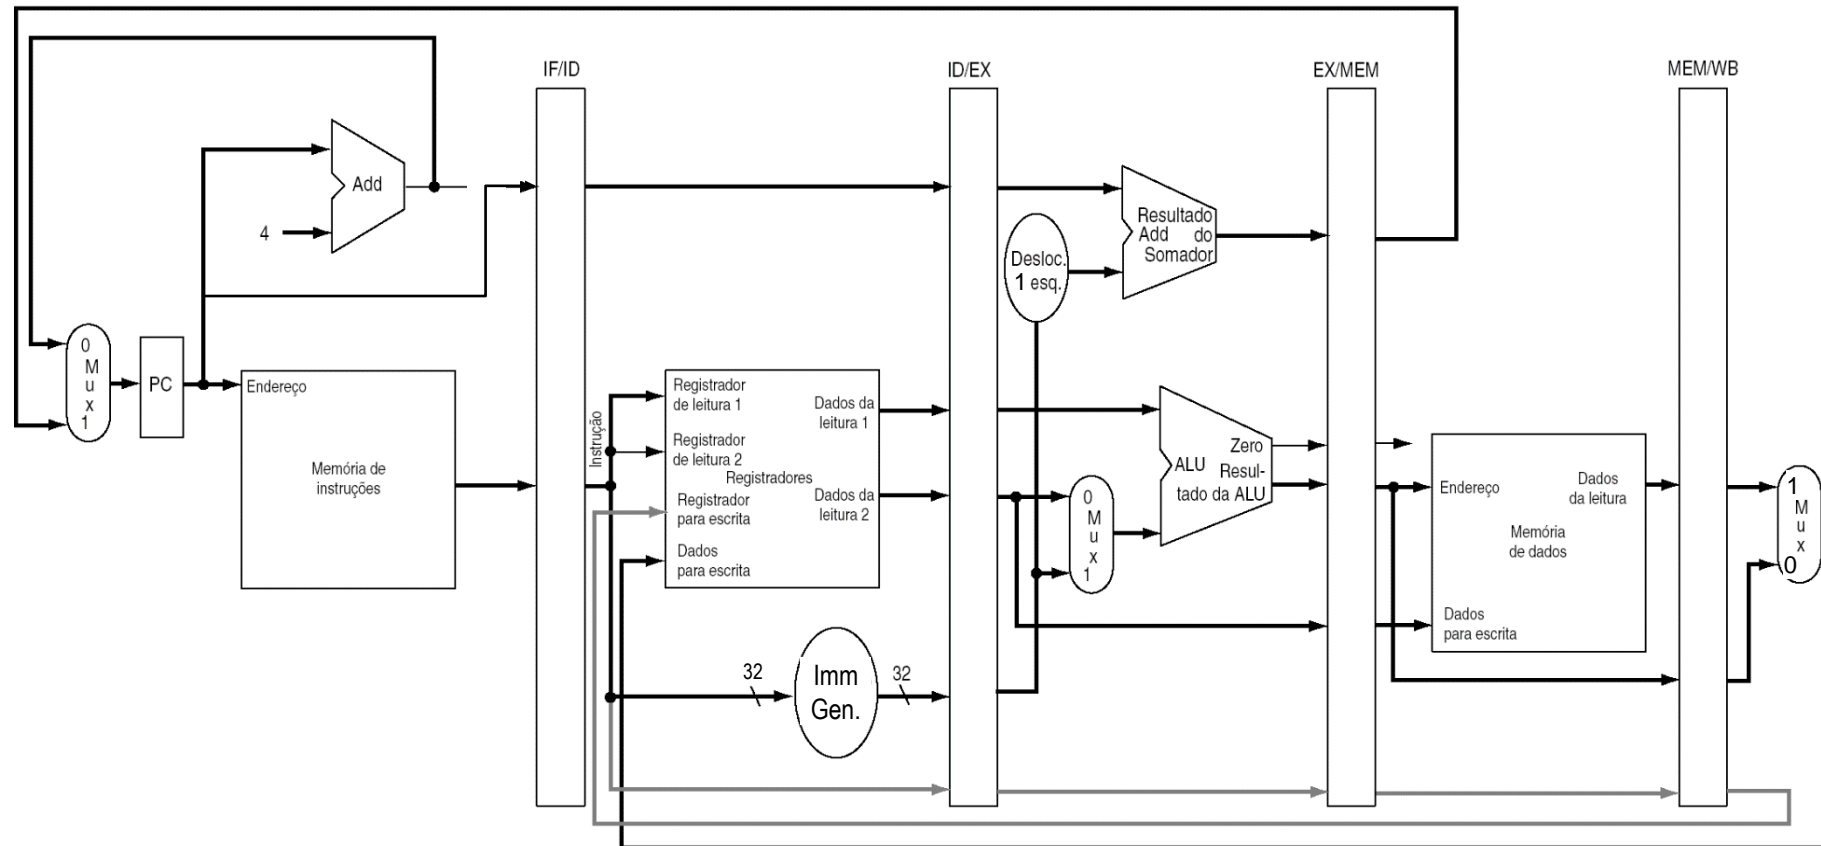 IF/ID
ID/EX
EX/MEM
MEM/WB
Add
4
0
M
u
x
1
PC
Endereço
Memória de
instruções
Instrução
Registrador
de leitura 1
Registrador
de leitura 2
Registradores
Registrador
para escrita
Dados
para escrita
Dados da
leitura 1
Dados da
leitura 2
32
Imm
Gen.
32
Desloc.
1 esq.
Resultado
Add do
Somador
0
M
u
x
1
ALU
Zero
Resul-
tado da ALU
Endereço
Dados
da leitura
Memória
de dados
Dados
para escrita
1
M
u
x
0